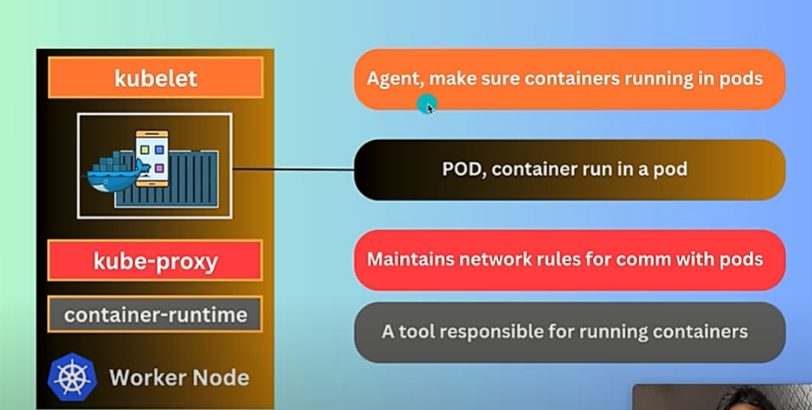 kubelet
Agent, make sure containers running in pods
POD, container run in a pod
kube-proxy
Maintains network rules for comm with pods
container-runtime
A tool responsible for running containers
Worker Node